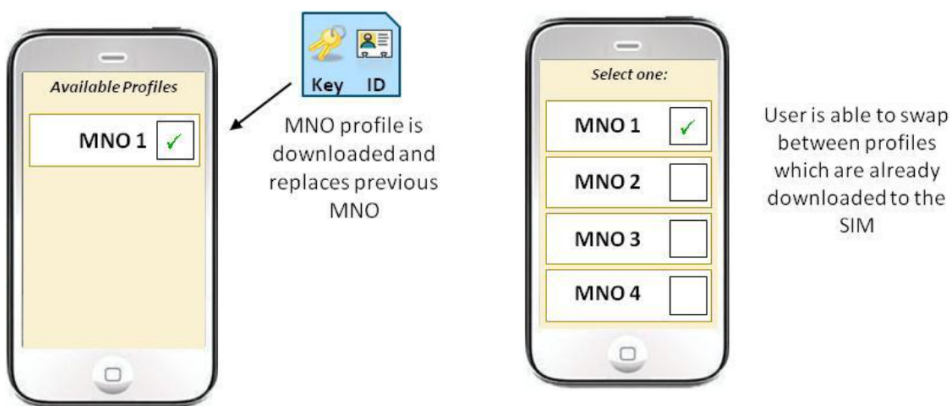 Available Profiles
MNO 1
Key ID
MNO profile is
downloaded and
replaces previous
MNO
Select one:
MNO 1
MNO 2
MNO 3
MNO 4
User is able to swap
between profiles
which are already
downloaded to the
SIM